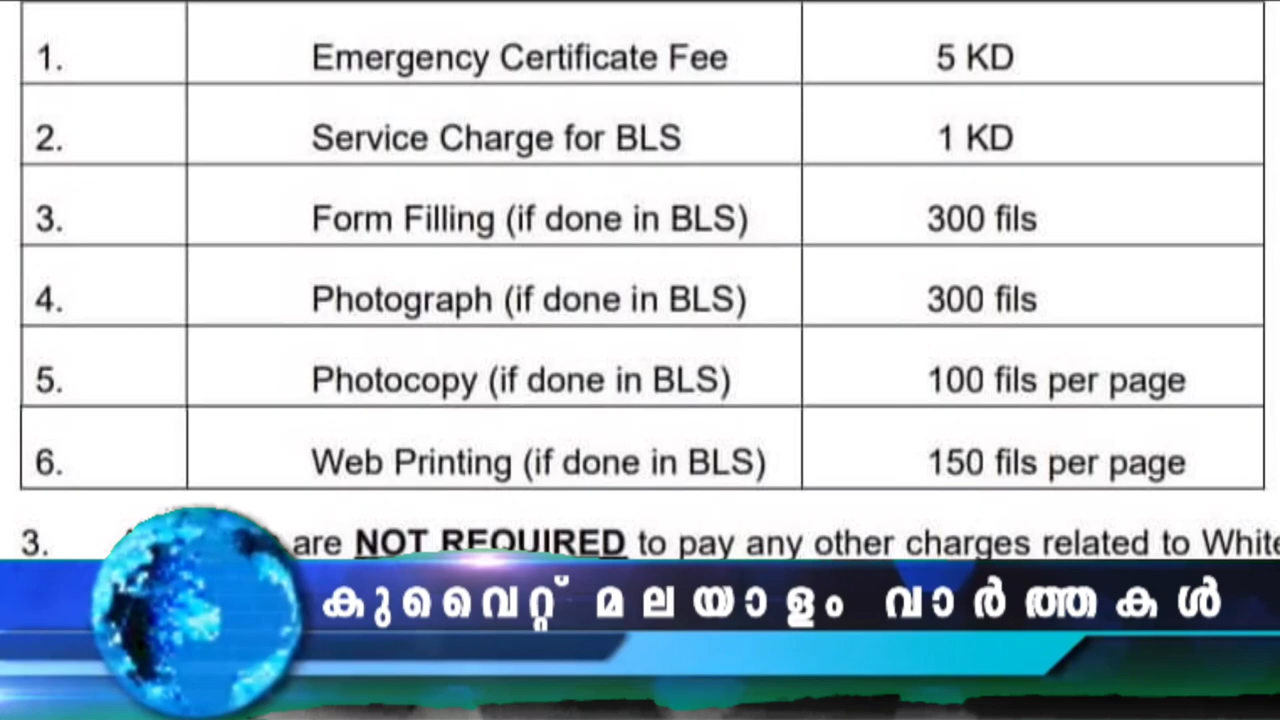 1. Emergency Certificate Fee 5 KD
2. Service Charge for BLS 1 KD
3. Form Filling (if done in BLS) 300 fils
4. Photograph (if done in BLS) 300 fils
5. Photocopy (if done in BLS) 100 fils per page
6. Web Printing (if done in BLS) 150 fils per page
3. are NOT REQUIRED to pay any other charges related to White
കുവൈറ്റ് മലയാളം വാർത്തകൾ